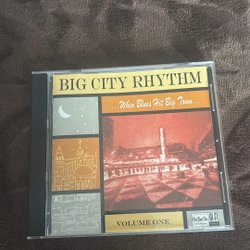 BIG CITY RHYTHM
...When Blues Hit Big Town...
VOLUME ONE